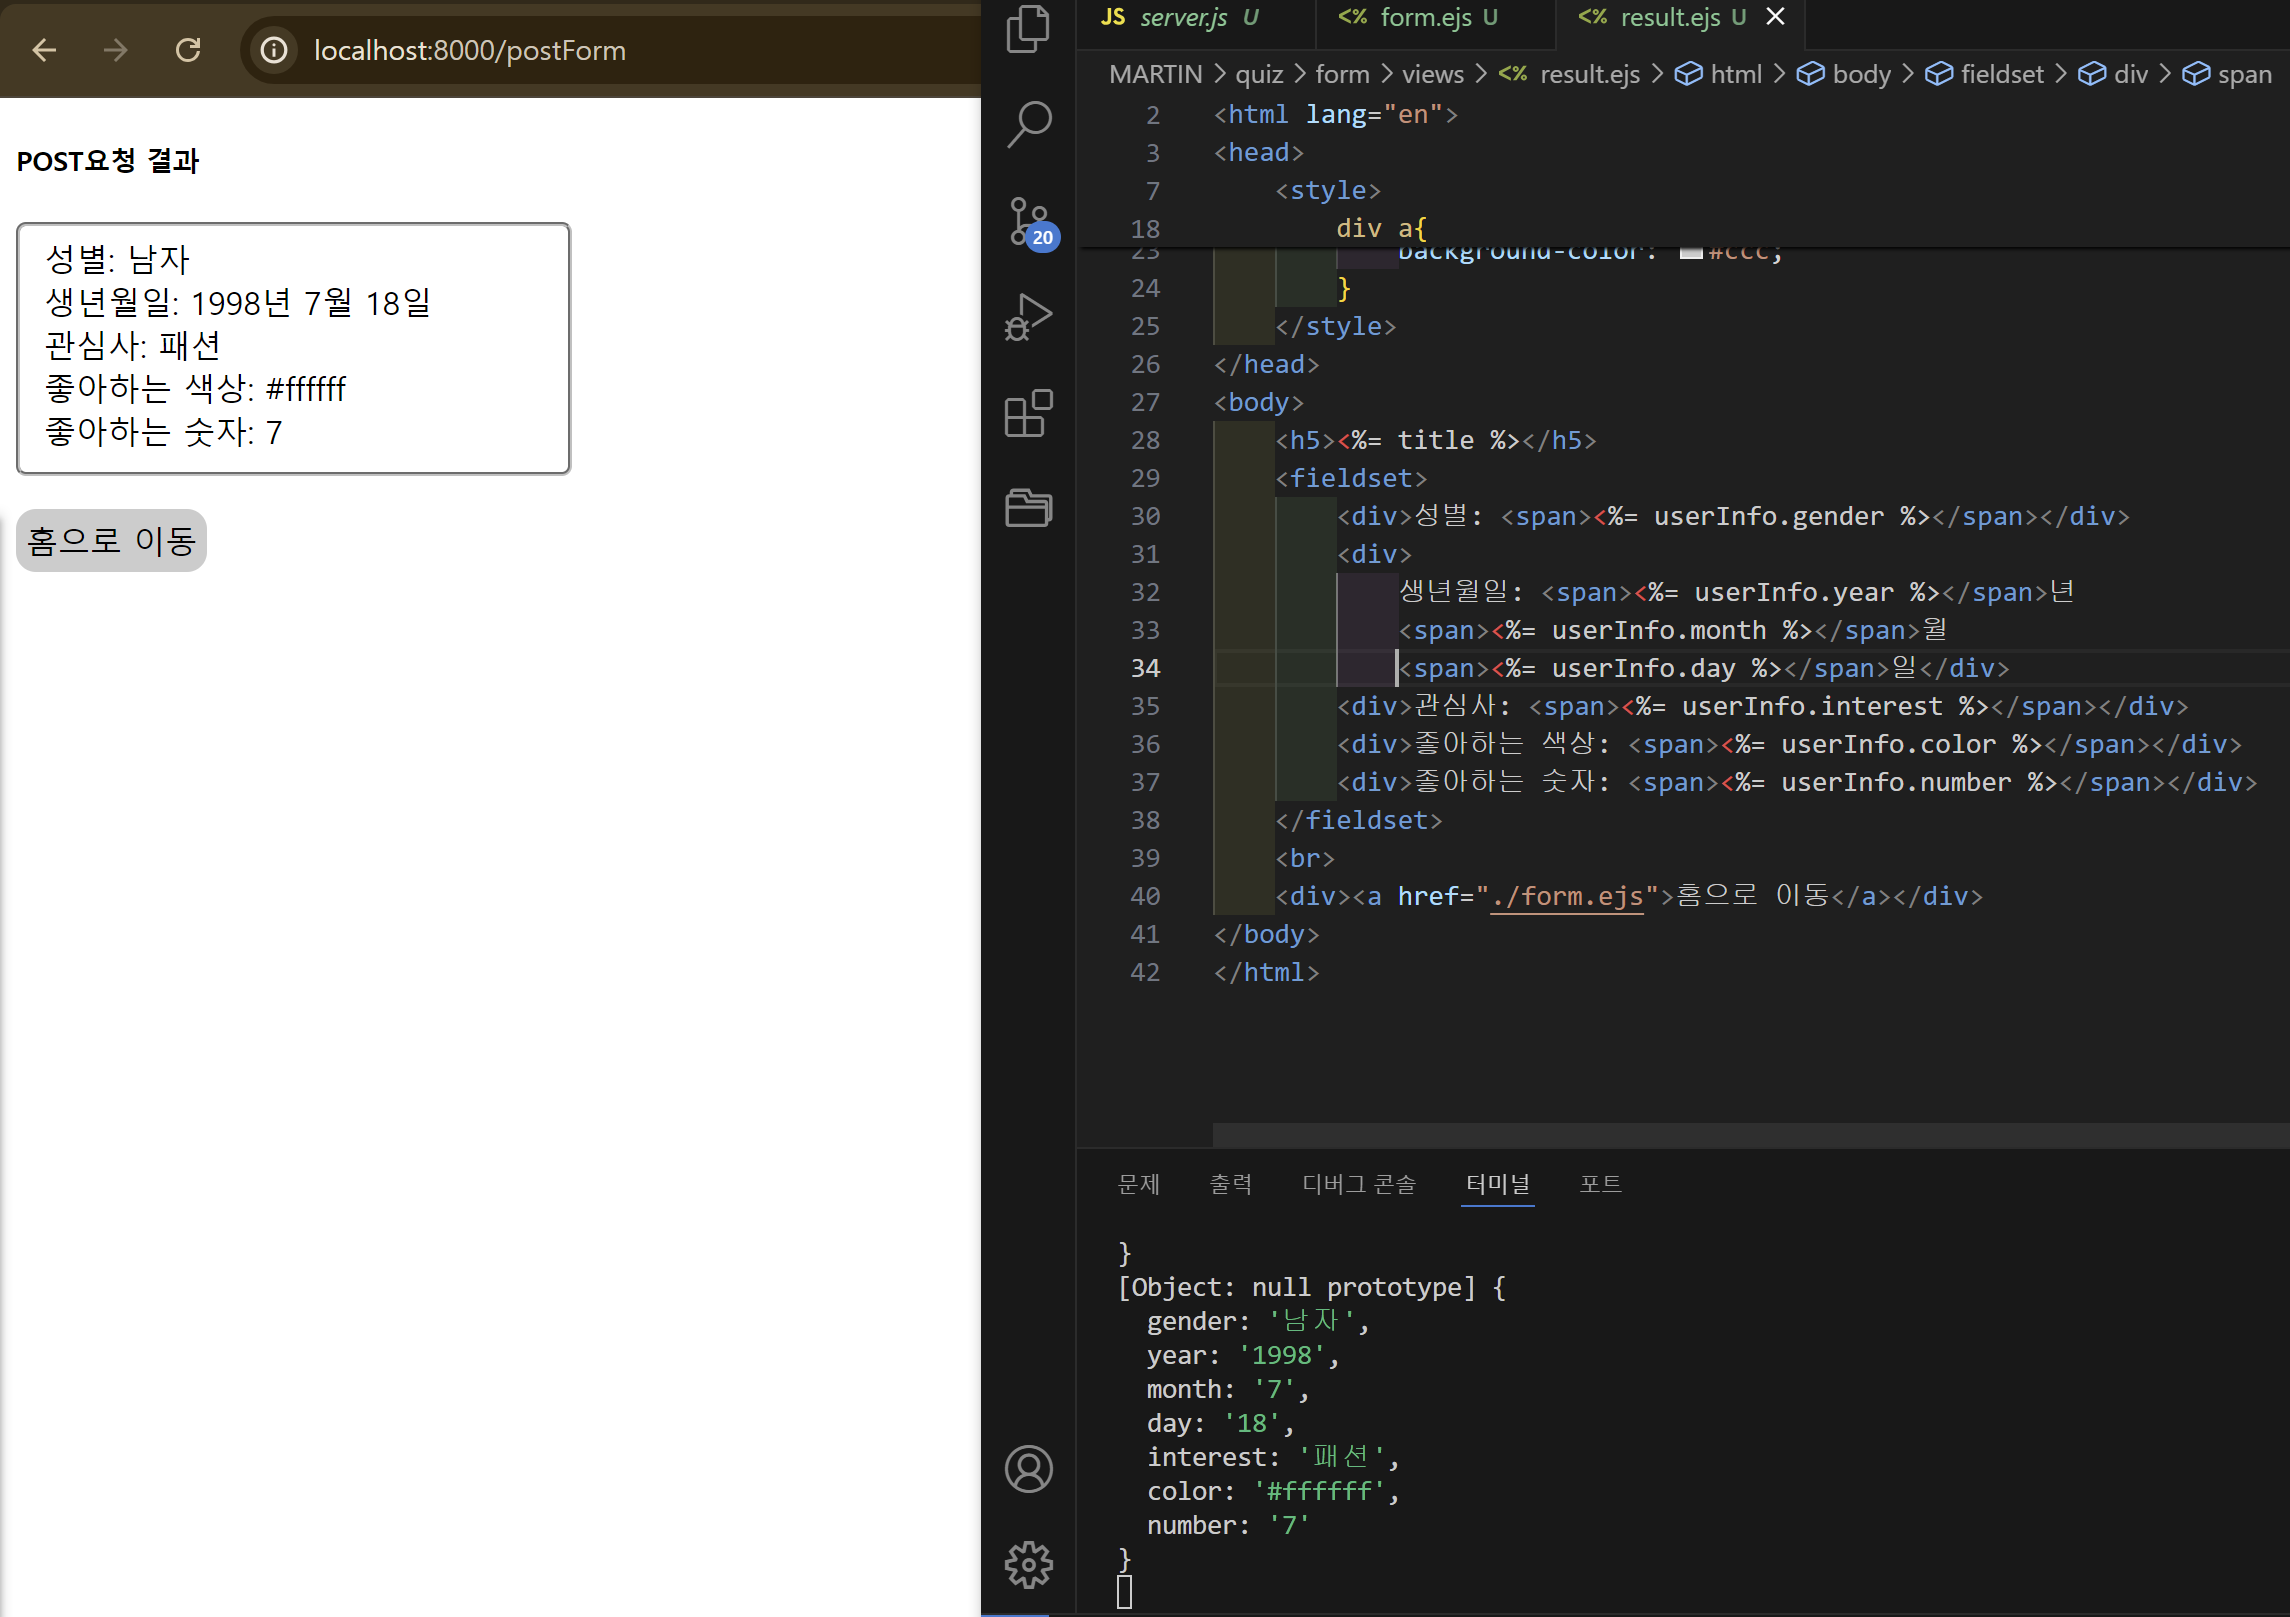 localhost:8000/postForm
POST요청 결과
성별: 남자
생년월일: 1998년 7월 18일
관심사: 패션
좋아하는 색상: #ffffff
좋아하는 숫자: 7
홈으로 이동
JS server.js U
<% form.ejs U
<% result.ejs U
MARTIN > quiz > form > views > <% result.ejs > html > body > fieldset > div > span
20
2 <html lang="en">
3 <head>
7 <style>
18 div a{
23 background-color: #ccc;
24 }
25 </style>
26 </head>
27 <body>
28 <h5><%= title %></h5>
29 <fieldset>
30 <div>성별: <span><%= userInfo.gender %></span></div>
31 <div>
32 생년월일: <span><%= userInfo.year %></span>년
33 <span><%= userInfo.month %></span>월
34 <span><%= userInfo.day %></span>일</div>
35 <div>관심사: <span><%= userInfo.interest %></span></div>
36 <div>좋아하는 색상: <span><%= userInfo.color %></span></div>
37 <div>좋아하는 숫자: <span><%= userInfo.number %></span></div>
38 </fieldset>
39 <br>
40 <div><a href="./form.ejs">홈으로 이동</a></div>
41 </body>
42 </html>
문제 출력 디버그 콘솔 터미널 포트
}
[Object: null prototype] {
gender: '남자',
year: '1998',
month: '7',
day: '18',
interest: '패션',
color: '#ffffff',
number: '7'
}